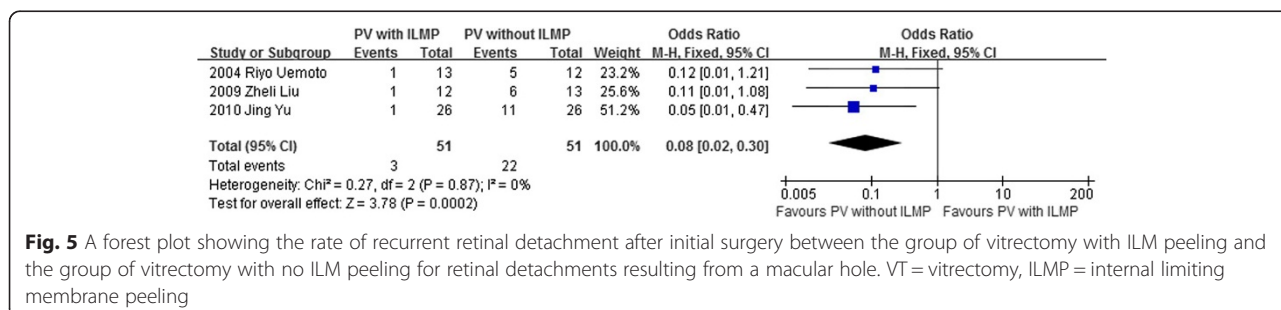 PV with ILMP PV without ILMP Odds Ratio Odds Ratio
Study or Subgroup Events Total Events Total Weight M-H, Fixed, 95% CI M-H, Fixed, 95% CI
2004 Riyo Uemoto 1 13 5 12 23.2% 0.12 [0.01, 1.21]
2009 Zheli Liu 1 12 6 13 25.6% 0.11 [0.01, 1.08]
2010 Jing Yu 1 26 11 26 51.2% 0.05 [0.01, 0.47]
Total (95% CI) 51 51 100.0% 0.08 [0.02, 0.30]
Total events 3 22
Heterogeneity: Chi² = 0.27, df = 2 (P = 0.87); I² = 0%
0.005 0.1 1 10 200
Test for overall effect: Z = 3.78 (P = 0.0002)
Favours PV without ILMP Favours PV with ILMP
Fig. 5 A forest plot showing the rate of recurrent retinal detachment after initial surgery between the group of vitrectomy with ILM peeling and
the group of vitrectomy with no ILM peeling for retinal detachments resulting from a macular hole. VT = vitrectomy, ILMP = internal limiting
membrane peeling